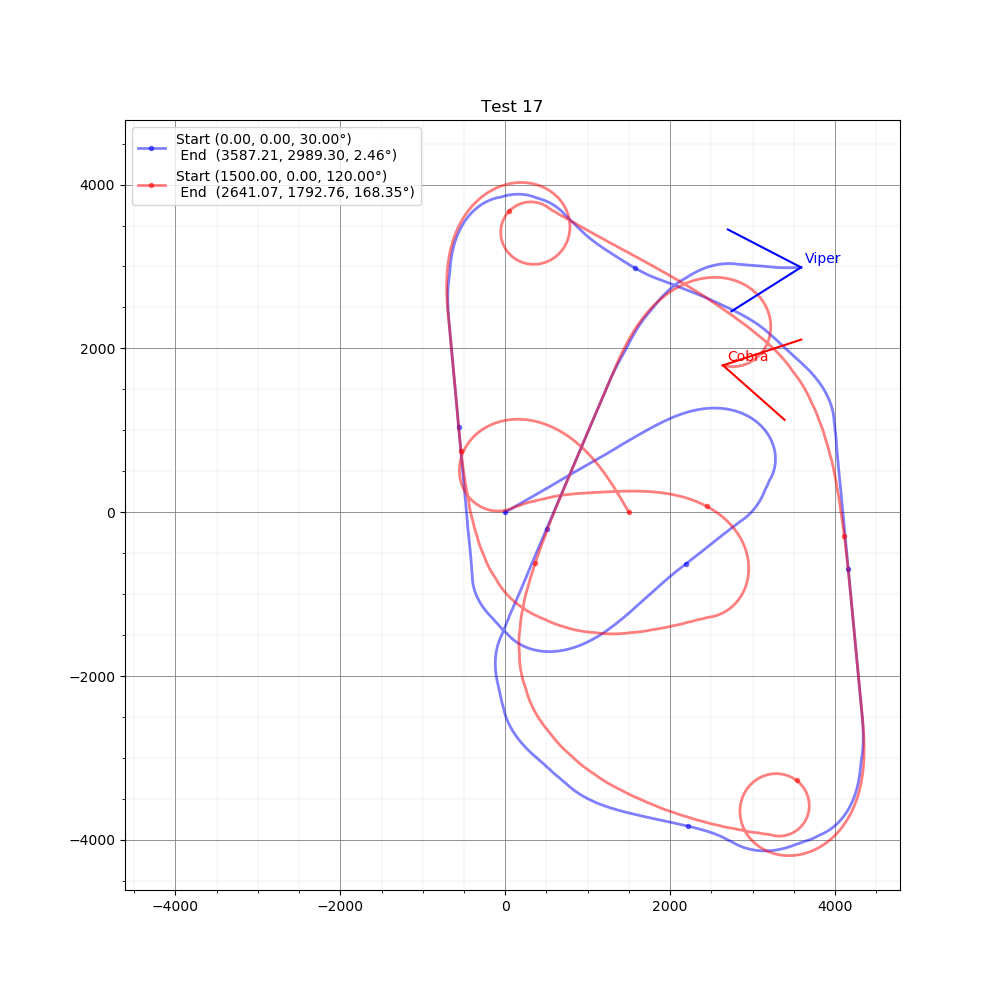 Test 17
Start (0.00, 0.00, 30.00°)
End (3587.21, 2989.30, 2.46°)
Start (1500.00, 0.00, 120.00°)
End (2641.07, 1792.76, 168.35°)
4000
Viper
2000
Cobra
0
−2000
−4000
−4000 −2000 0 2000 4000